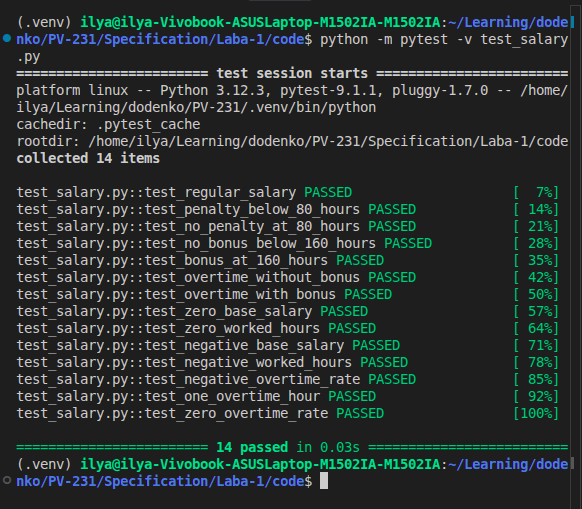 (.venv) ilya@ilya-Vivobook-ASUSLaptop-M1502IA-M1502IA:~/Learning/dode
nko/PV-231/Specification/Laba-1/code$ python -m pytest -v test_salary
.py
======================== test session starts ========================
platform linux -- Python 3.12.3, pytest-9.1.1, pluggy-1.7.0 -- /home/
ilya/Learning/dodenko/PV-231/.venv/bin/python
cachedir: .pytest_cache
rootdir: /home/ilya/Learning/dodenko/PV-231/Specification/Laba-1/code
collected 14 items

test_salary.py::test_regular_salary PASSED                    [  7%]
test_salary.py::test_penalty_below_80_hours PASSED            [ 14%]
test_salary.py::test_no_penalty_at_80_hours PASSED            [ 21%]
test_salary.py::test_no_bonus_below_160_hours PASSED          [ 28%]
test_salary.py::test_bonus_at_160_hours PASSED                [ 35%]
test_salary.py::test_overtime_without_bonus PASSED            [ 42%]
test_salary.py::test_overtime_with_bonus PASSED               [ 50%]
test_salary.py::test_zero_base_salary PASSED                  [ 57%]
test_salary.py::test_zero_worked_hours PASSED                 [ 64%]
test_salary.py::test_negative_base_salary PASSED              [ 71%]
test_salary.py::test_negative_worked_hours PASSED             [ 78%]
test_salary.py::test_negative_overtime_rate PASSED            [ 85%]
test_salary.py::test_one_overtime_hour PASSED                 [ 92%]
test_salary.py::test_zero_overtime_rate PASSED                [100%]

======================== 14 passed in 0.03s =========================
(.venv) ilya@ilya-Vivobook-ASUSLaptop-M1502IA-M1502IA:~/Learning/dode
nko/PV-231/Specification/Laba-1/code$